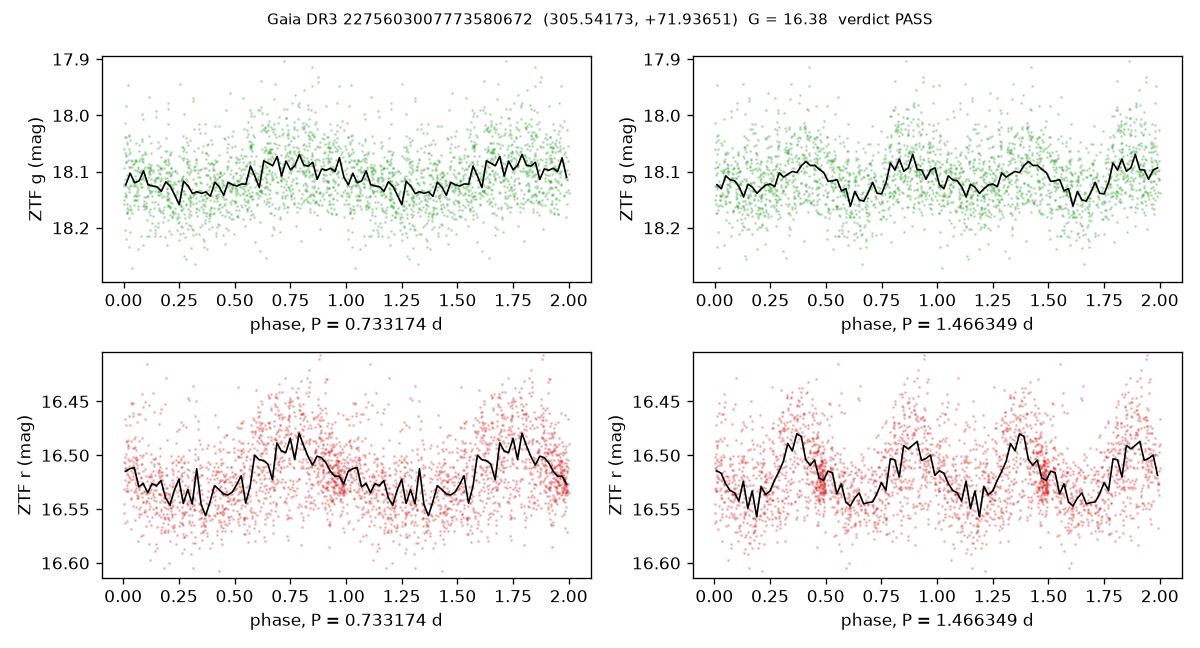 Gaia DR3 2275603007773580672 (305.54173, +71.93651) G = 16.38 verdict PASS
17.9
18.0
18.1
18.2
ZTF g (mag)
0.00 0.25 0.50 0.75 1.00 1.25 1.50 1.75 2.00
phase, P = 0.733174 d
17.9
18.0
18.1
18.2
ZTF g (mag)
0.00 0.25 0.50 0.75 1.00 1.25 1.50 1.75 2.00
phase, P = 1.466349 d
16.45
16.50
16.55
16.60
ZTF r (mag)
0.00 0.25 0.50 0.75 1.00 1.25 1.50 1.75 2.00
phase, P = 0.733174 d
16.45
16.50
16.55
16.60
ZTF r (mag)
0.00 0.25 0.50 0.75 1.00 1.25 1.50 1.75 2.00
phase, P = 1.466349 d